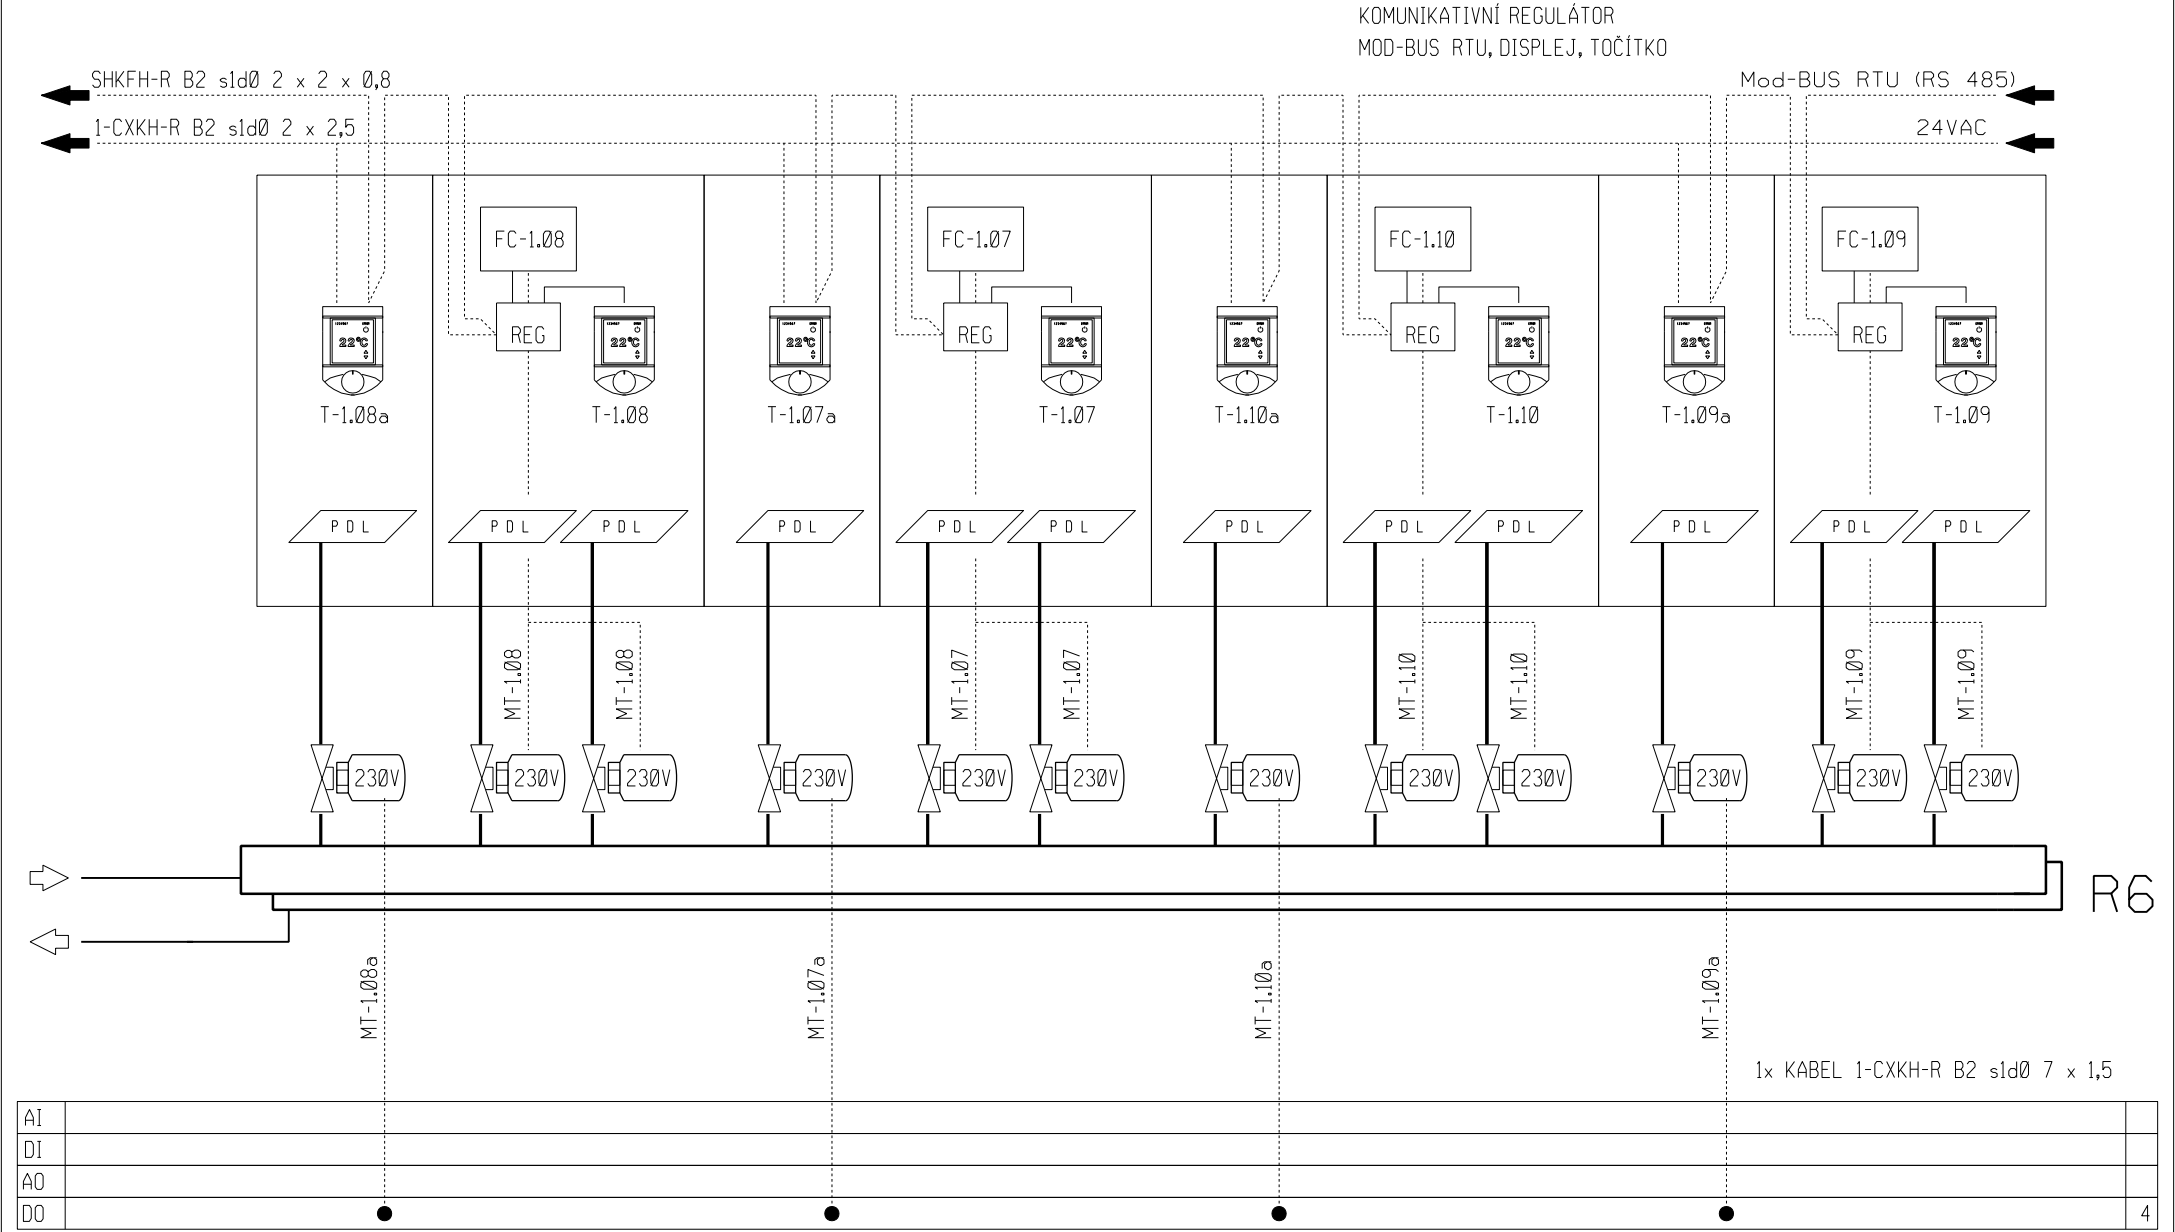 KOMUNIKATIVNÍ REGULÁTOR
MOD-BUS RTU, DISPLEJ, TOČÍTKO
SHKFH-R B2 s1d0 2 x 2 x 0,8
Mod-BUS RTU (RS 485)
1-CXKH-R B2 s1d0 2 x 2,5
24VAC
FC-1.08
FC-1.07
FC-1.10
FC-1.09
REG
REG
REG
REG
22°C
22°C
22°C
22°C
22°C
22°C
22°C
22°C
T-1.08a
T-1.08
T-1.07a
T-1.07
T-1.10a
T-1.10
T-1.09a
T-1.09
PDL
PDL
PDL
PDL
PDL
PDL
PDL
PDL
PDL
PDL
PDL
PDL
MT-1.08
MT-1.08
MT-1.07
MT-1.07
MT-1.10
MT-1.10
MT-1.09
MT-1.09
230V
230V
230V
230V
230V
230V
230V
230V
230V
230V
230V
230V
R6
MT-1.08a
MT-1.07a
MT-1.10a
MT-1.09a
1x KABEL 1-CXKH-R B2 s1d0 7 x 1,5
AI
DI
AO
DO
4